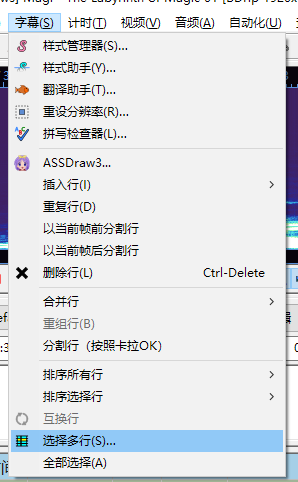 字幕(S) 计时(T) 视频(V) 音频(A) 自动化(U)
样式管理器(S)...
样式助手(Y)...
翻译助手(T)...
重设分辨率(R)...
拼写检查器(L)...
ASSDraw3...
插入行(I)
重复行(D)
以当前帧前分割行
以当前帧后分割行
删除行(L) Ctrl-Delete
合并行
重组行(B)
分割行（按照卡拉OK）
排序所有行
排序选择行
互换行
选择多行(S)...
全部选择(A)